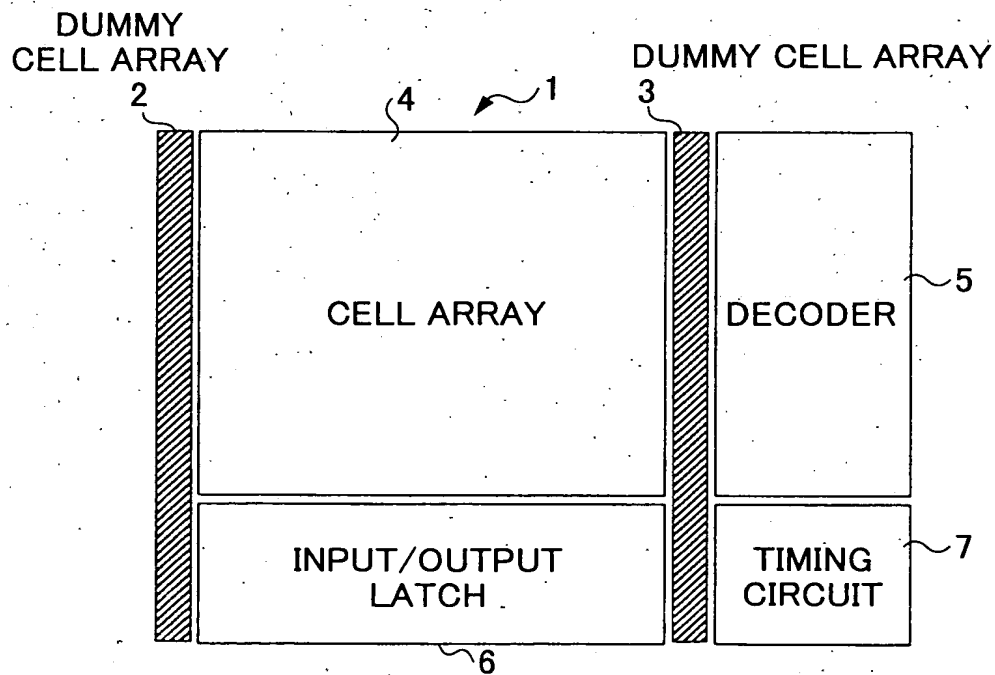 DUMMY
CELL ARRAY
2
4
1
DUMMY CELL ARRAY
3
CELL ARRAY
DECODER
5
INPUT/OUTPUT
LATCH
6
TIMING
CIRCUIT
7